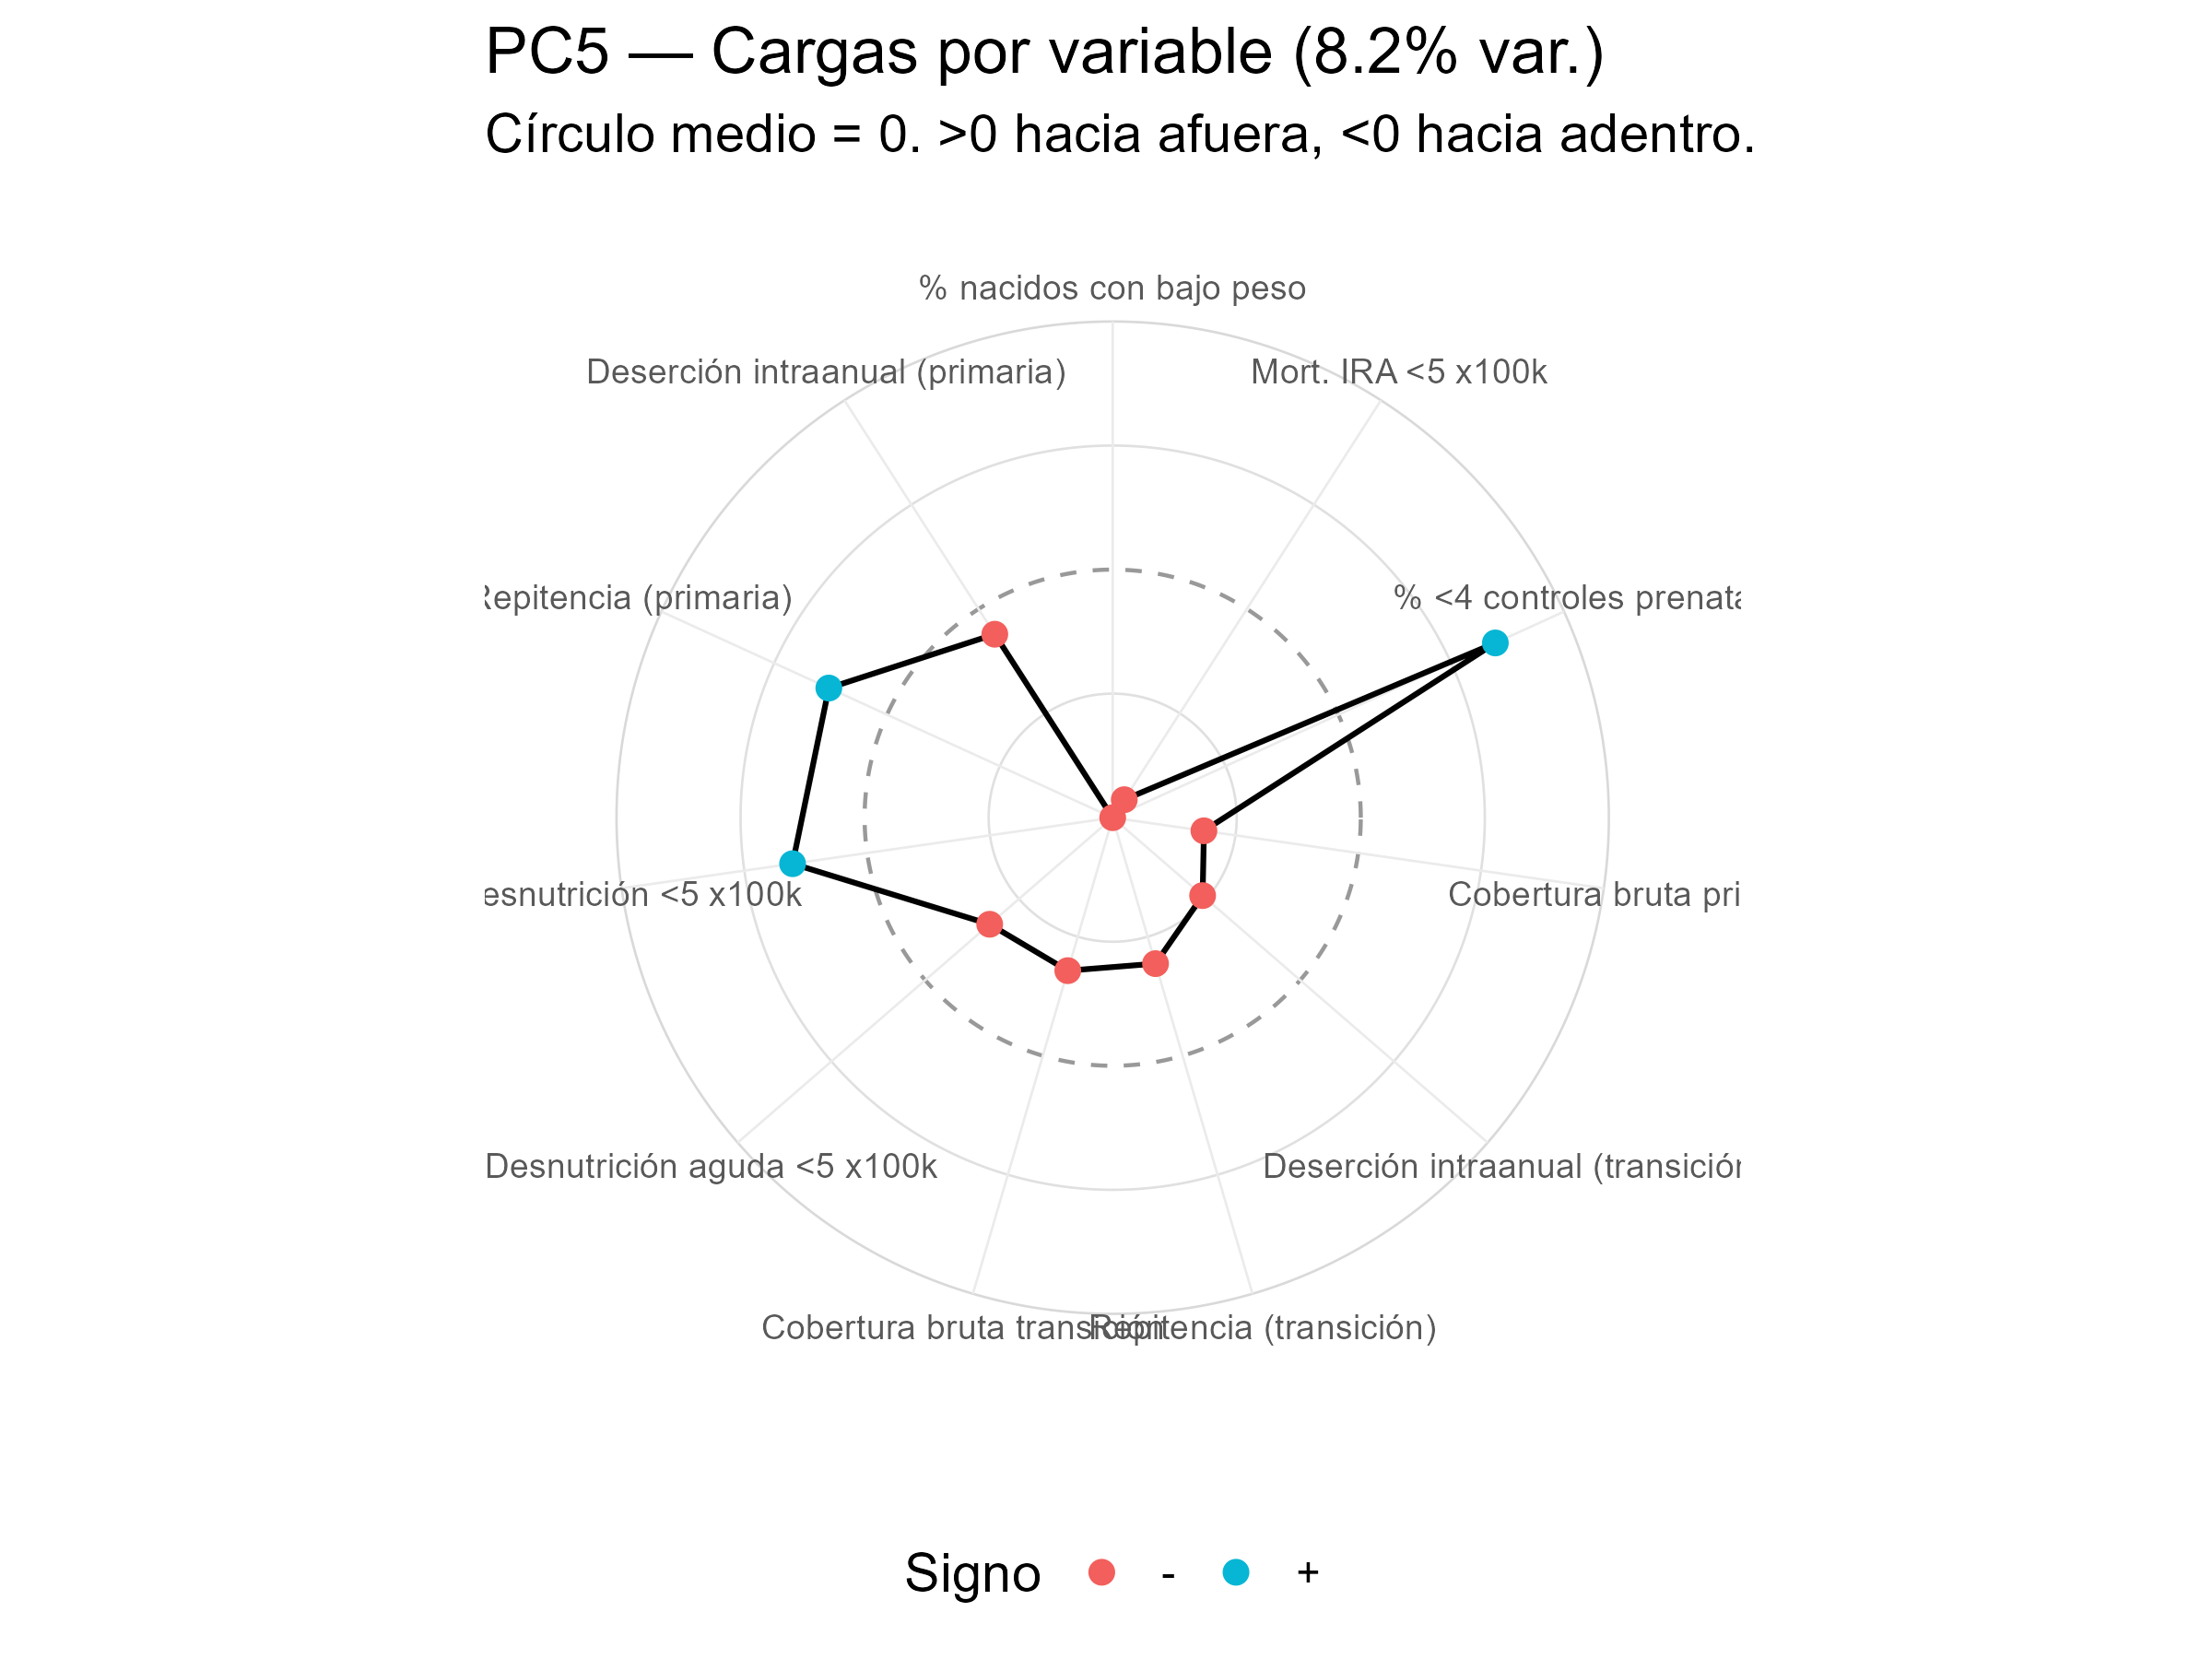 PC5 — Cargas por variable (8.2% var.)
Círculo medio = 0. >0 hacia afuera, <0 hacia adentro.
% nacidos con bajo peso
Deserción intraanual (primaria)
Mort. IRA <5 x100k
Repitencia (primaria)
% <4 controles prenata
esnutrición <5 x100k
Cobertura bruta pri
Desnutrición aguda <5 x100k
Deserción intraanual (transición
Cobertura bruta transición
Repitencia (transición)
Signo - +